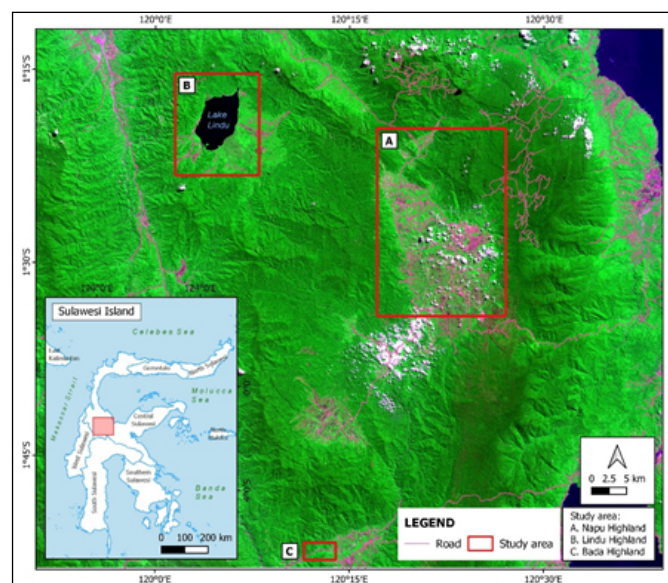 120°0'E
120°15'E
120°30'E
1°15'S
1°30'S
1°45'S
B
Lake
Lindu
A
Sulawesi Island
Celebes Sea
Gorontalo
North Sulawesi
Molucca
Sea
Makassar Strait
Central
Sulawesi
West Sulawesi
South Sulawesi
Southern
Sulawesi
Banda
Sea
0 100 200
km
0 2.5 5 km
LEGEND
Road
Study area
Study area:
A. Napu Highland
B. Lindu Highland
C. Bada Highland
C
120°0'E
120°15'E
120°30'E